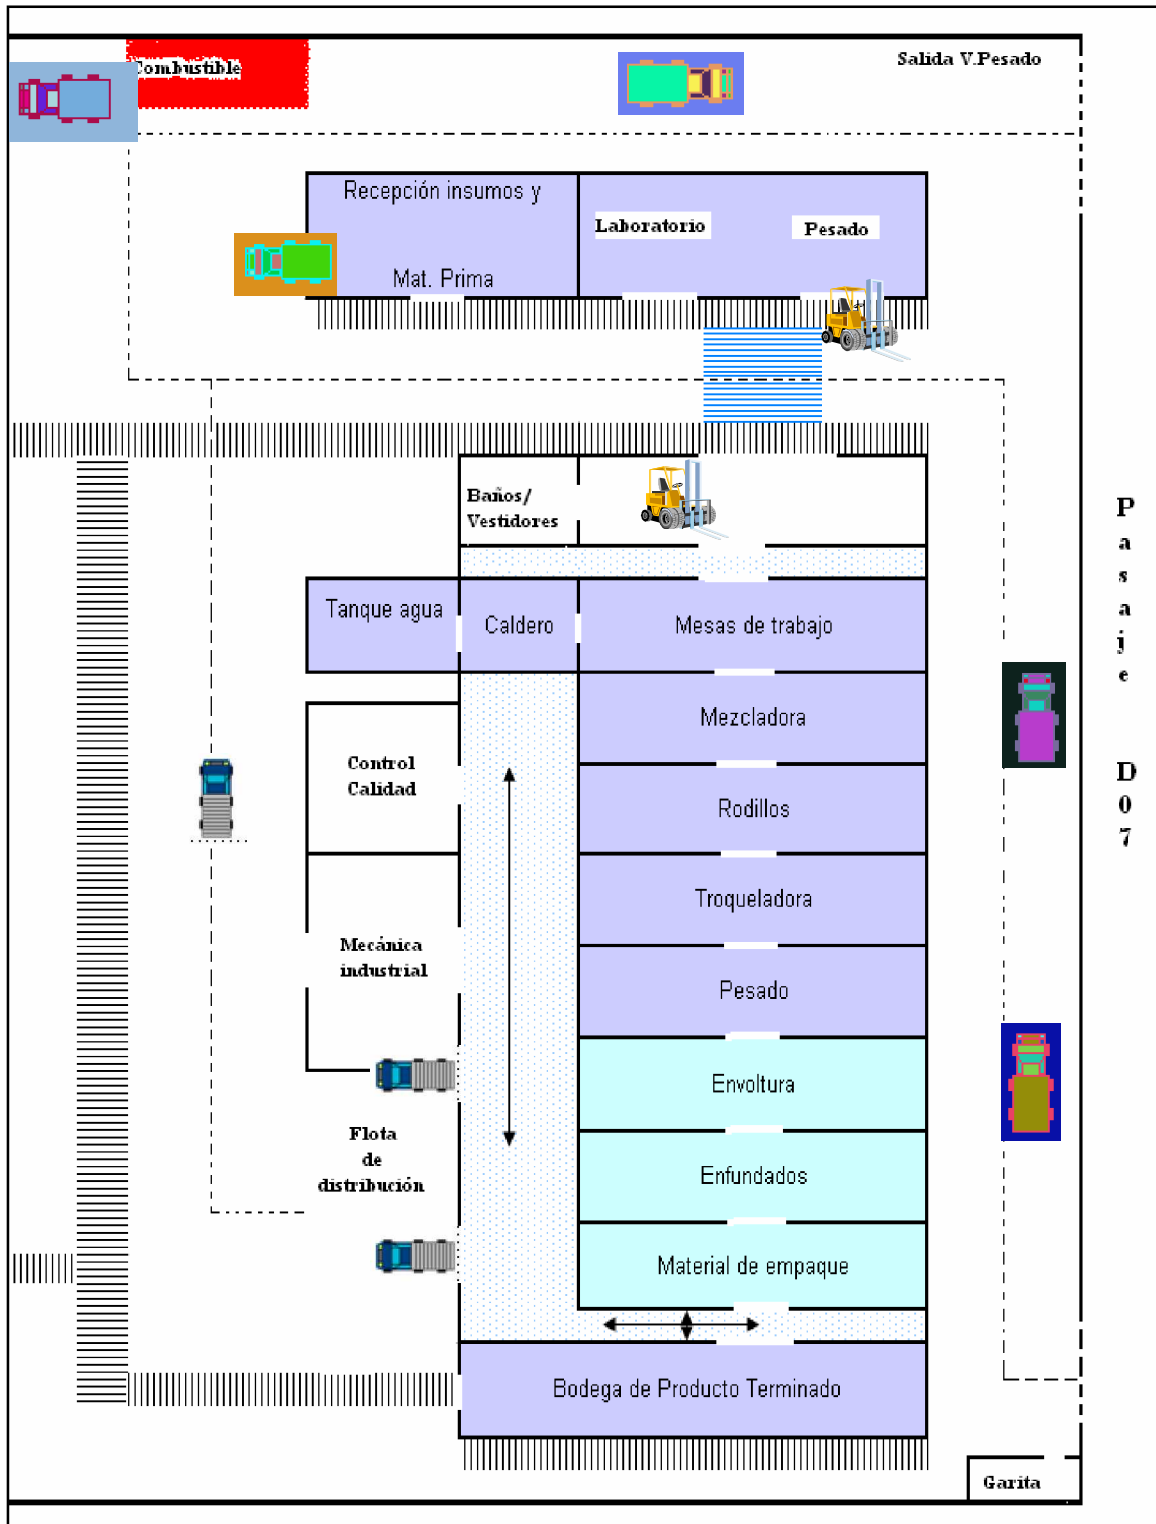 Combustible
Salida V.Pesado
Recepción insumos y
Mat. Prima
Laboratorio
Pesado
Baños/
Vestidores
Tanque agua
Caldero
Mesas de trabajo
Mezcladora
Control
Calidad
Rodillos
Troqueladora
Mecánica
industrial
Pesado
Envoltura
Flota
de
distribución
Enfundados
Material de empaque
Bodega de Producto Terminado
Garita
P
a
s
a
j
e
D
0
7